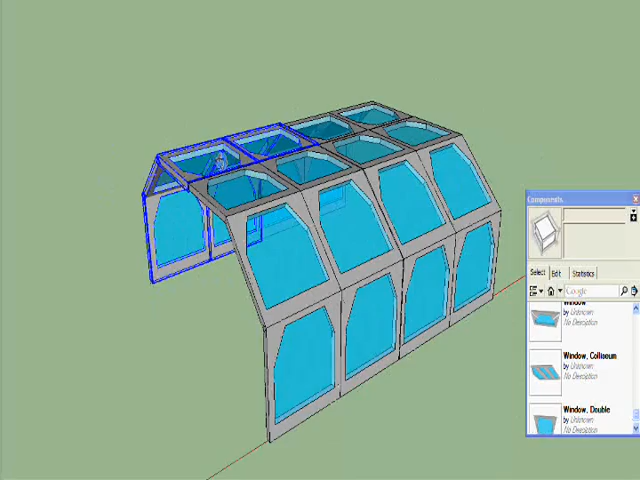 Components
Select Edit Statistics
Google
Window
by Unknown
No Description
Window, Colliseum
by Unknown
No Description
Window, Double
by Unknown
No Description